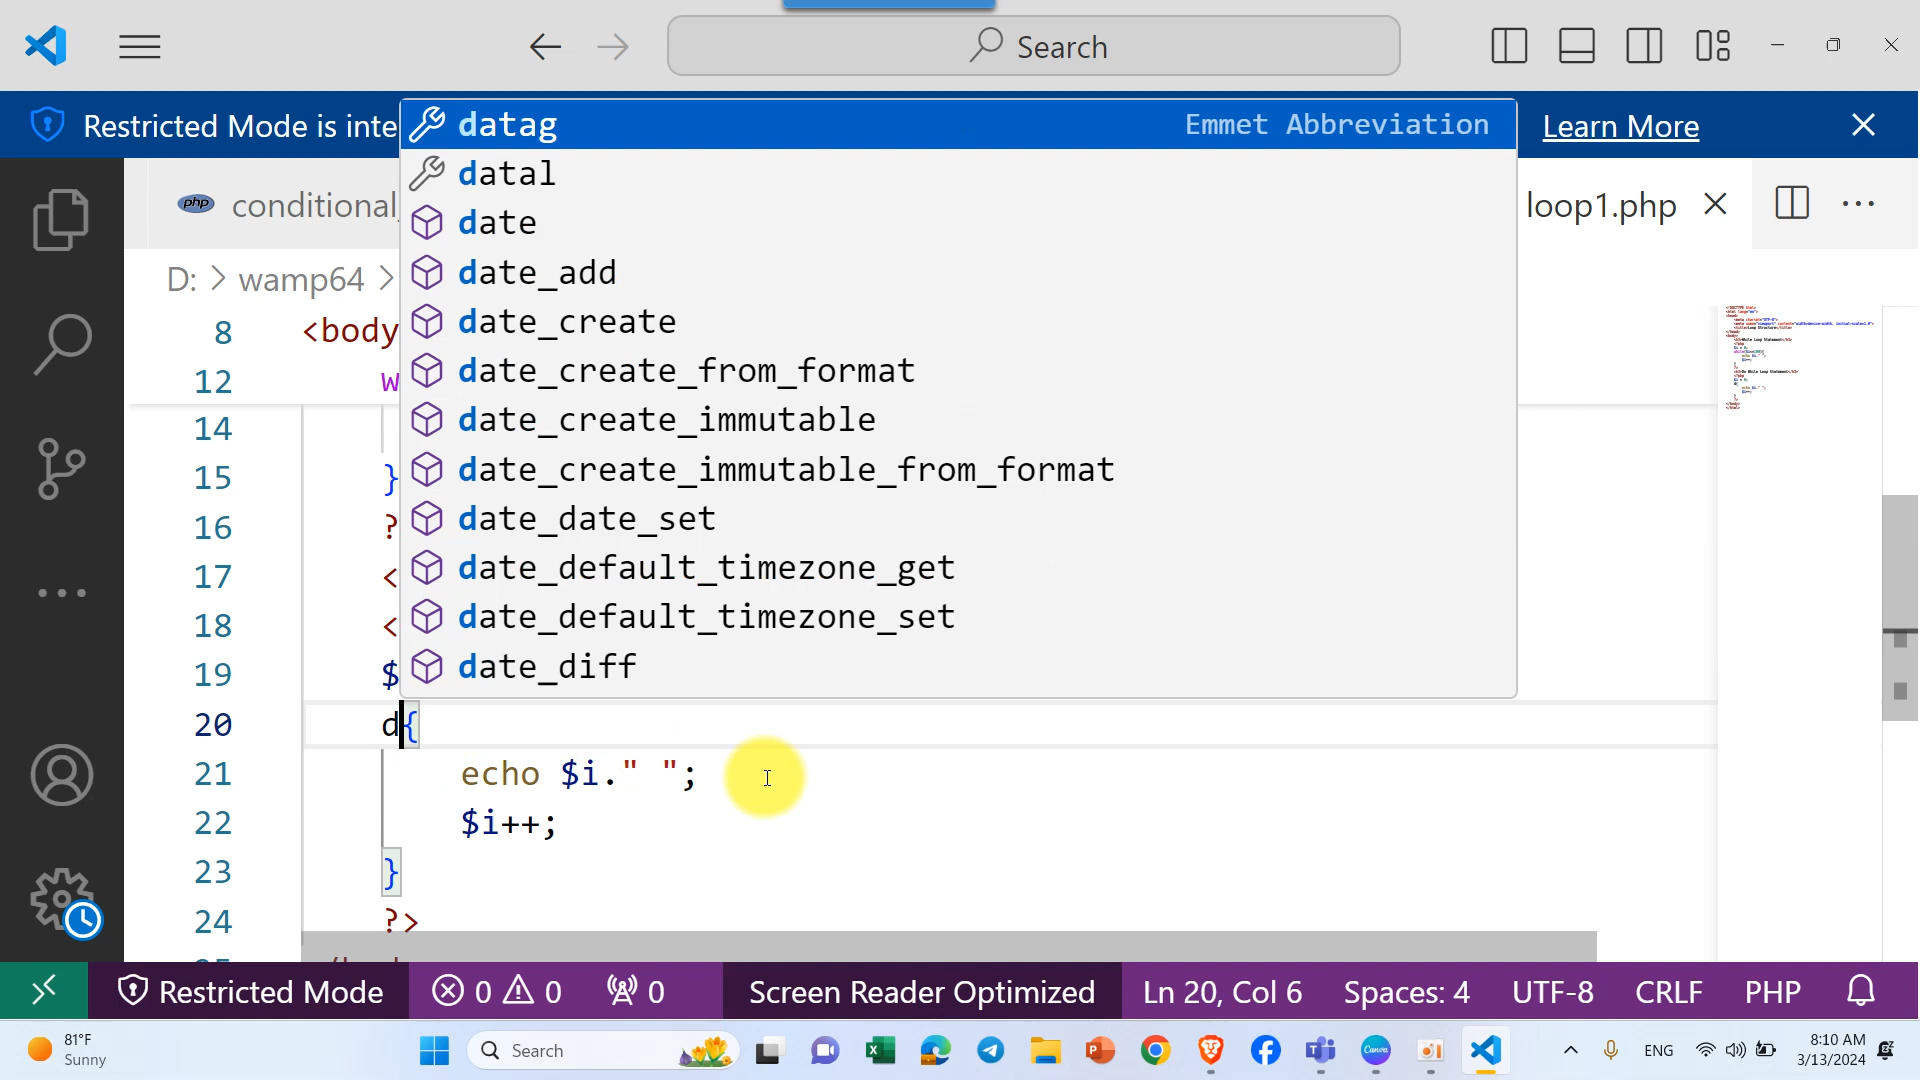 Search
Restricted Mode is inte
Learn More
datag Emmet Abbreviation
datal
date
date_add
date_create
date_create_from_format
date_create_immutable
date_create_immutable_from_format
date_date_set
date_default_timezone_get
date_default_timezone_set
date_diff
php conditional_
loop1.php
D: > wamp64 >
8 <body
12 w
14
15 }
16 ?
17 <
18 <
19 $
20 d{
21 echo $i." ";
22 $i++;
23 }
24 ?>
Restricted Mode 0 0 0 Screen Reader Optimized Ln 20, Col 6 Spaces: 4 UTF-8 CRLF PHP
81°F
Sunny
Search
Canva
ENG
8:10 AM
3/13/2024